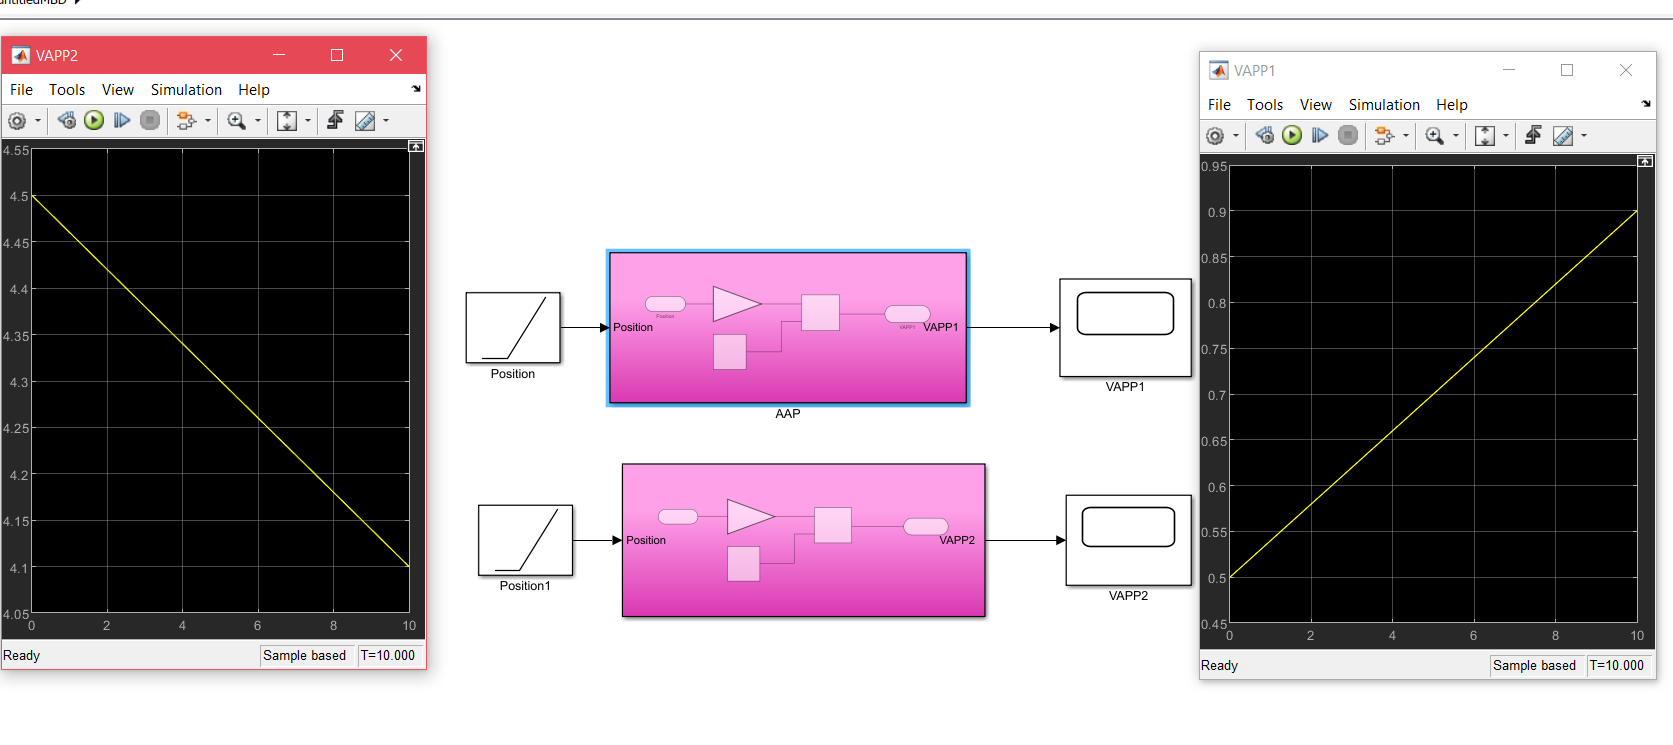 untitledMBD
VAPP2
File Tools View Simulation Help
4.55
4.5
4.45
4.4
4.35
4.3
4.25
4.2
4.15
4.1
4.05
0 2 4 6 8 10
Ready
Sample based
T=10.000
Position
Position
Position
VAPP1
VAPP1
AAP
VAPP1
Position1
Position
VAPP2
VAPP2
VAPP1
File Tools View Simulation Help
0.95
0.9
0.85
0.8
0.75
0.7
0.65
0.6
0.55
0.5
0.45
0 2 4 6 8 10
Ready
Sample based
T=10.000